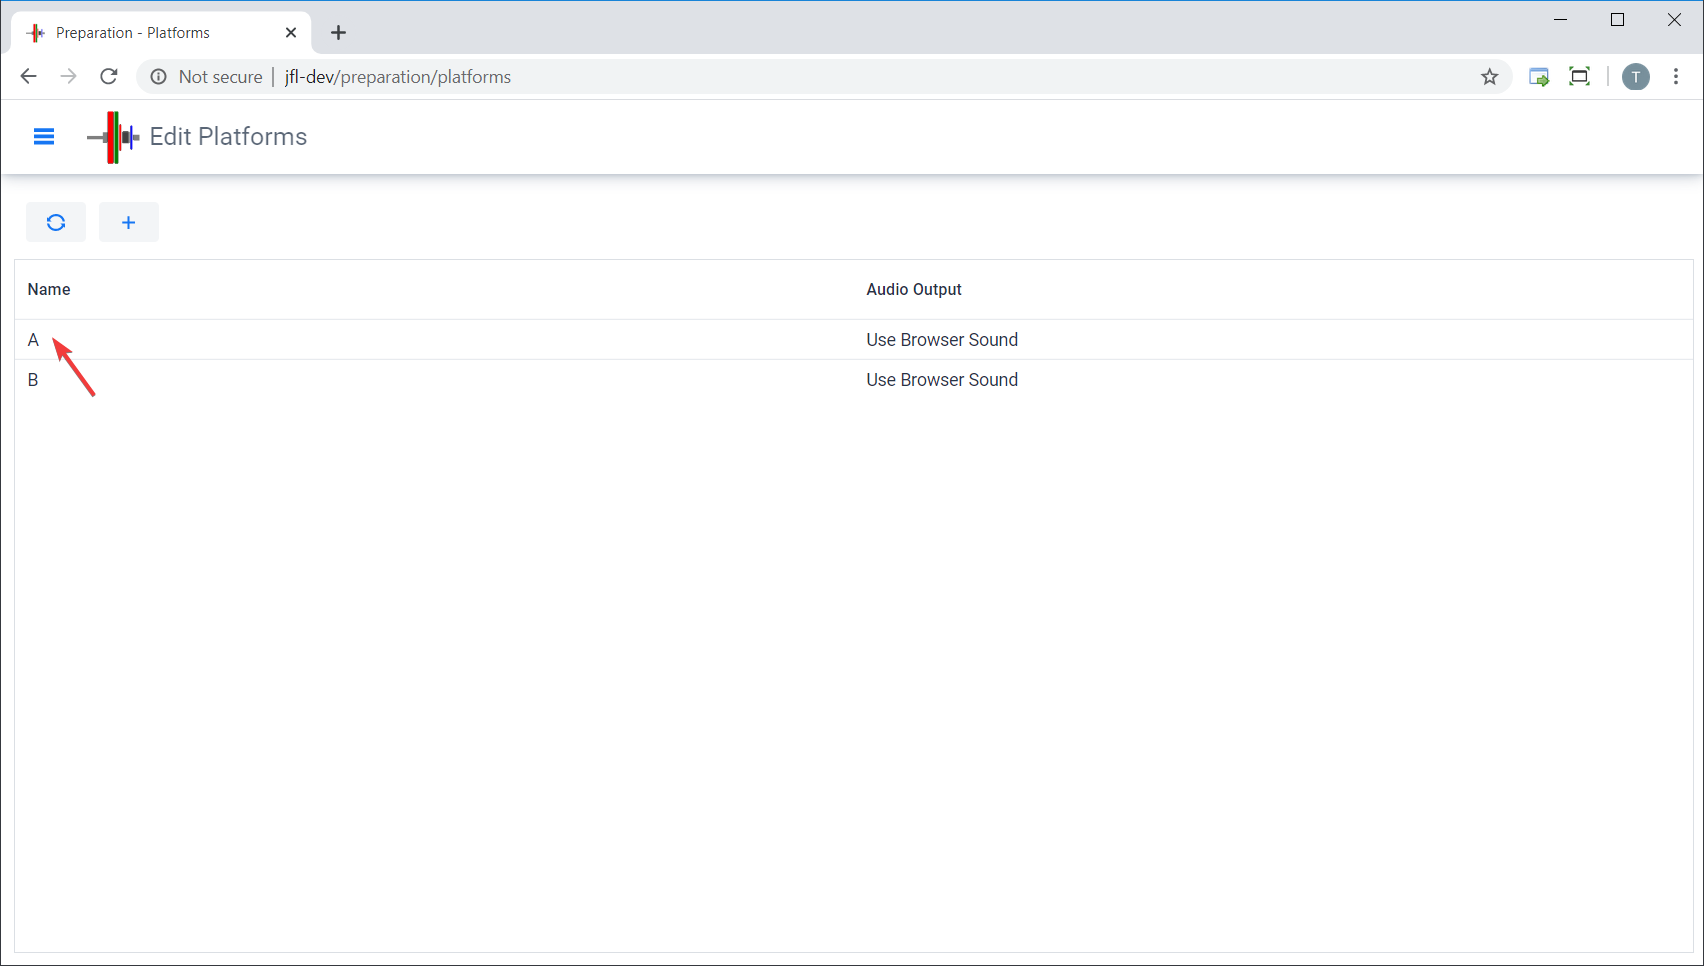 Preparation - Platforms
Not secure | jfl-dev/preparation/platforms
T
Edit Platforms
Name Audio Output
A Use Browser Sound
B Use Browser Sound